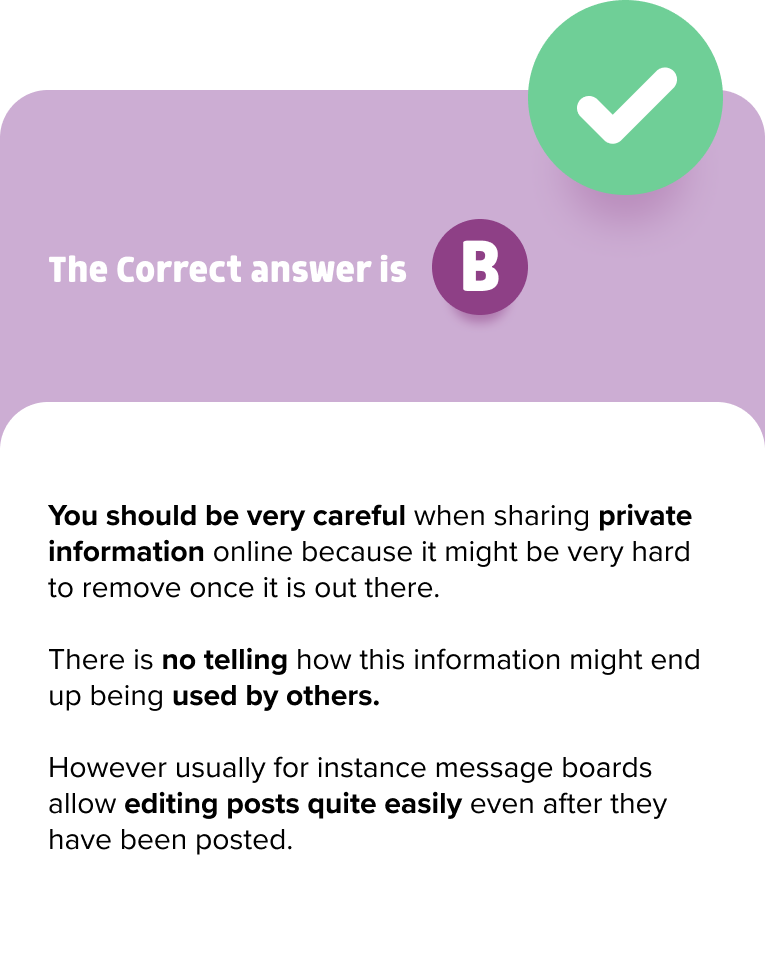 The Correct answer is B
You should be very careful when sharing private
information online because it might be very hard
to remove once it is out there.
There is no telling how this information might end
up being used by others.
However usually for instance message boards
allow editing posts quite easily even after they
have been posted.